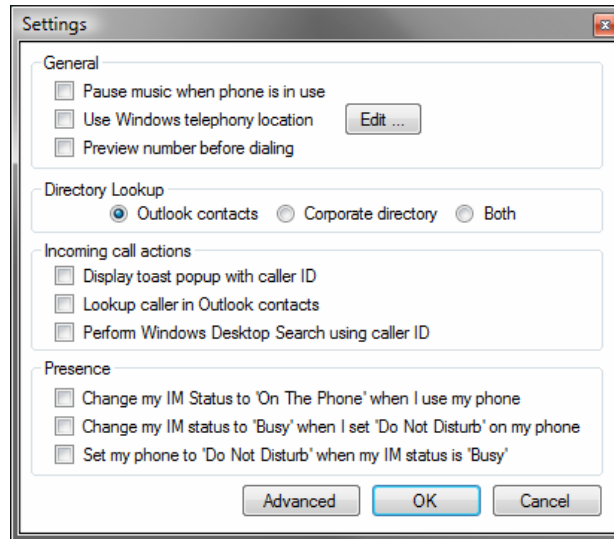 Settings
General
Pause music when phone is in use
Use Windows telephony location Edit ...
Preview number before dialing
Directory Lookup
Outlook contacts Corporate directory Both
Incoming call actions
Display toast popup with caller ID
Lookup caller in Outlook contacts
Perform Windows Desktop Search using caller ID
Presence
Change my IM Status to 'On The Phone' when I use my phone
Change my IM status to 'Busy' when I set 'Do Not Disturb' on my phone
Set my phone to 'Do Not Disturb' when my IM status is 'Busy'
Advanced OK Cancel